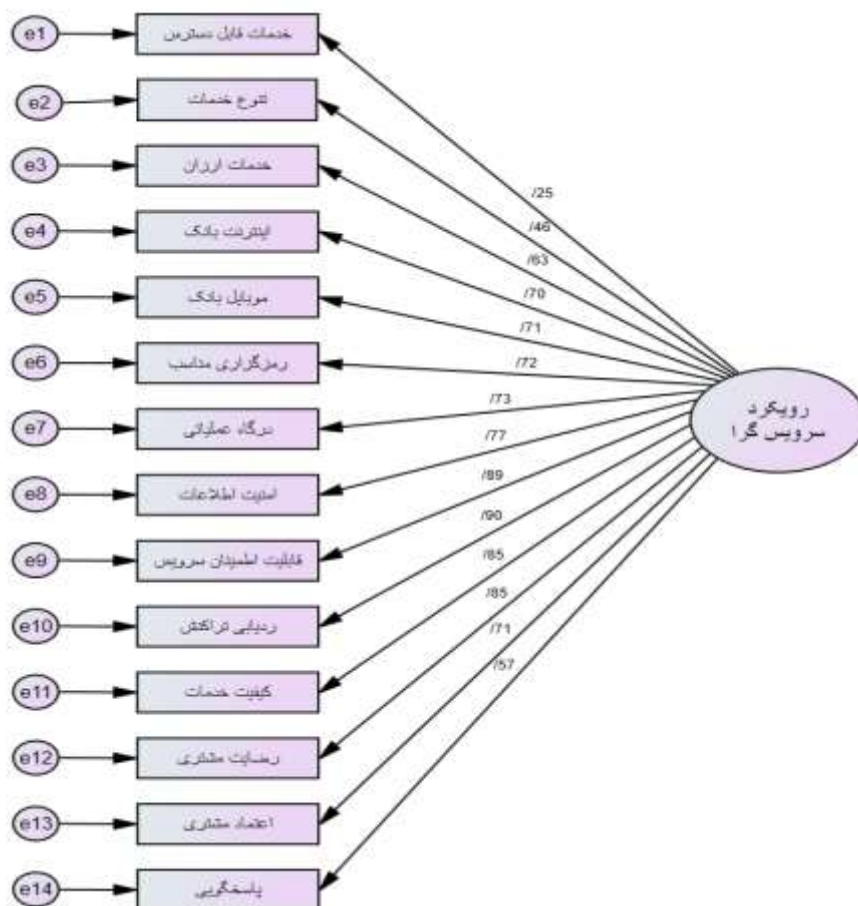 e1
خدمات قابل دسترس
e2
تنوع خدمات
e3
خدمات ارزان
e4
اینترنت بانک
e5
موبایل بانک
e6
رمزگزاری مناسب
e7
درگاه عملیاتی
e8
امنیت اطلاعات
e9
قابلیت اطمینان سرویس
e10
ردیابی تراکنش
e11
کیفیت خدمات
e12
رضایت مشتری
e13
اعتماد مشتری
e14
پاسخگویی
/25
/46
/63
/70
/71
/72
/73
/77
/89
/90
/85
/85
/71
/57
رویکرد
سرویس گرا